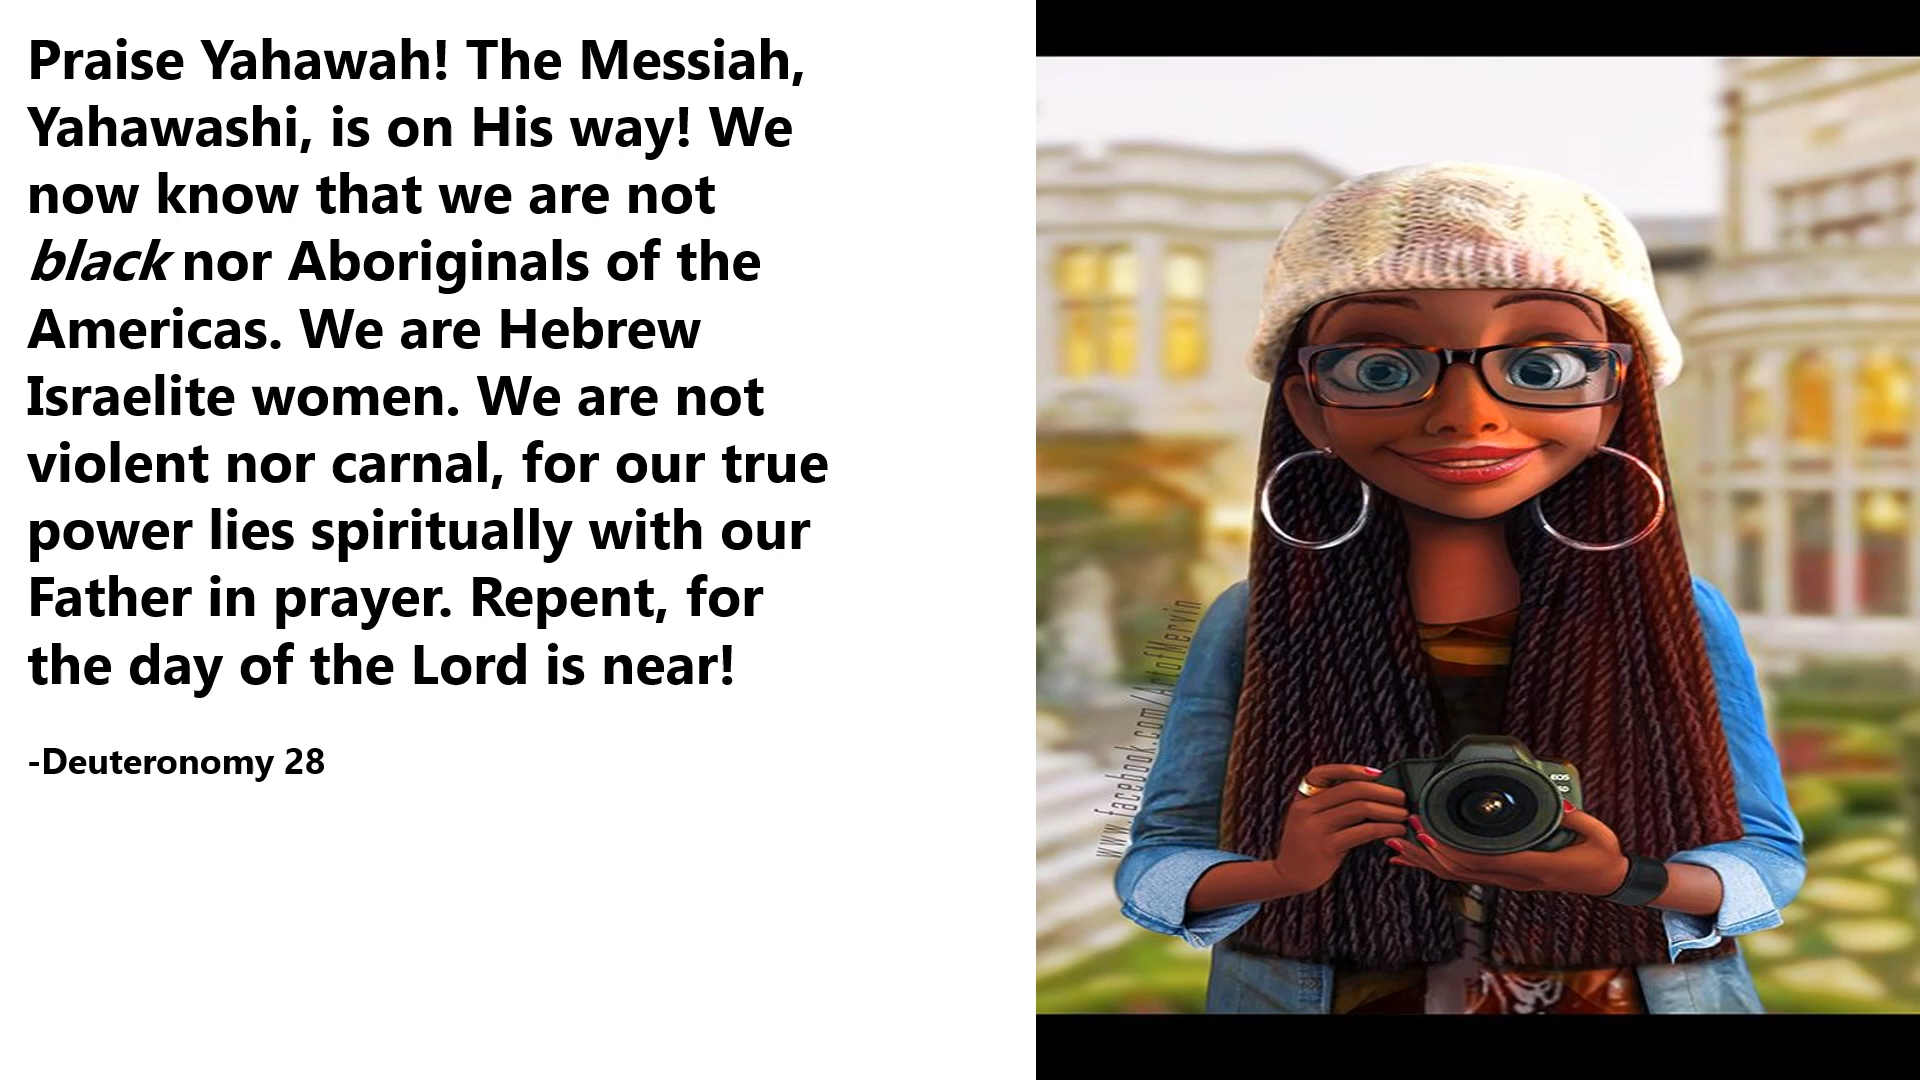 Praise Yahawah! The Messiah,
Yahawashi, is on His way! We
now know that we are not
black nor Aboriginals of the
Americas. We are Hebrew
Israelite women. We are not
violent nor carnal, for our true
power lies spiritually with our
Father in prayer. Repent, for
the day of the Lord is near!
-Deuteronomy 28
www.facebook.com/ArtofMervin
EOS